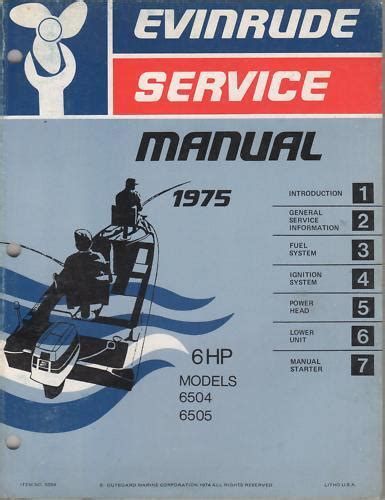 EVINRUDE
SERVICE
MANUAL
1975
INTRODUCTION 1
GENERAL
SERVICE
INFORMATION 2
FUEL
SYSTEM 3
IGNITION
SYSTEM 4
POWER
HEAD 5
LOWER
UNIT 6
MANUAL
STARTER 7
6 HP
MODELS
6504
6505
ITEM NO.
© OUTBOARD MARINE CORPORATION 1974 ALL RIGHTS RESERVED
LITHO U.S.A.